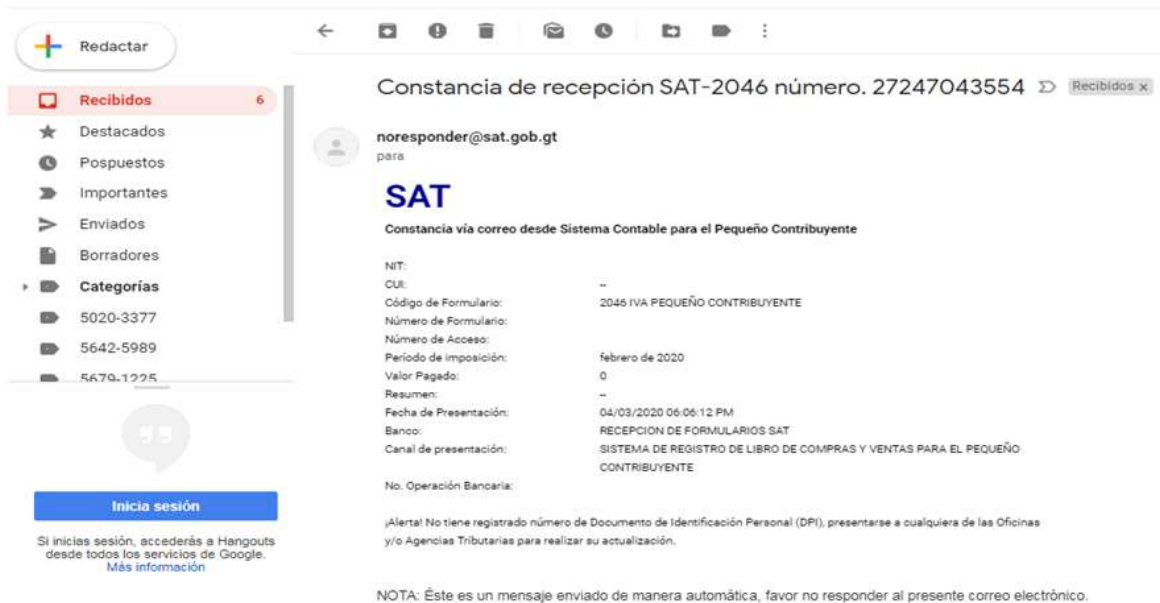 Redactar
Recibidos 6
Destacados
Pospuestos
Importantes
Enviados
Borradores
Categorías
5020-3377
5642-5989
5679-1225
Inicia sesión
Si inicias sesión, accederás a Hangouts
desde todos los servicios de Google.
Más información
Constancia de recepción SAT-2046 número. 27247043554 Recibidos x
noresponder@sat.gob.gt
para
SAT
Constancia vía correo desde Sistema Contable para el Pequeño Contribuyente
NIT:
CUI: --
Código de Formulario: 2046 IVA PEQUEÑO CONTRIBUYENTE
Número de Formulario:
Número de Acceso:
Período de imposición: febrero de 2020
Valor Pagado: 0
Resumen: --
Fecha de Presentación: 04/03/2020 06:06:12 PM
Banco: RECEPCION DE FORMULARIOS SAT
Canal de presentación: SISTEMA DE REGISTRO DE LIBRO DE COMPRAS Y VENTAS PARA EL PEQUEÑO
CONTRIBUYENTE
No. Operación Bancaria:
¡Alerta! No tiene registrado número de Documento de Identificación Personal (DPI), presentarse a cualquiera de las Oficinas
y/o Agencias Tributarias para realizar su actualización.
NOTA: Éste es un mensaje enviado de manera automática, favor no responder al presente correo electrónico.